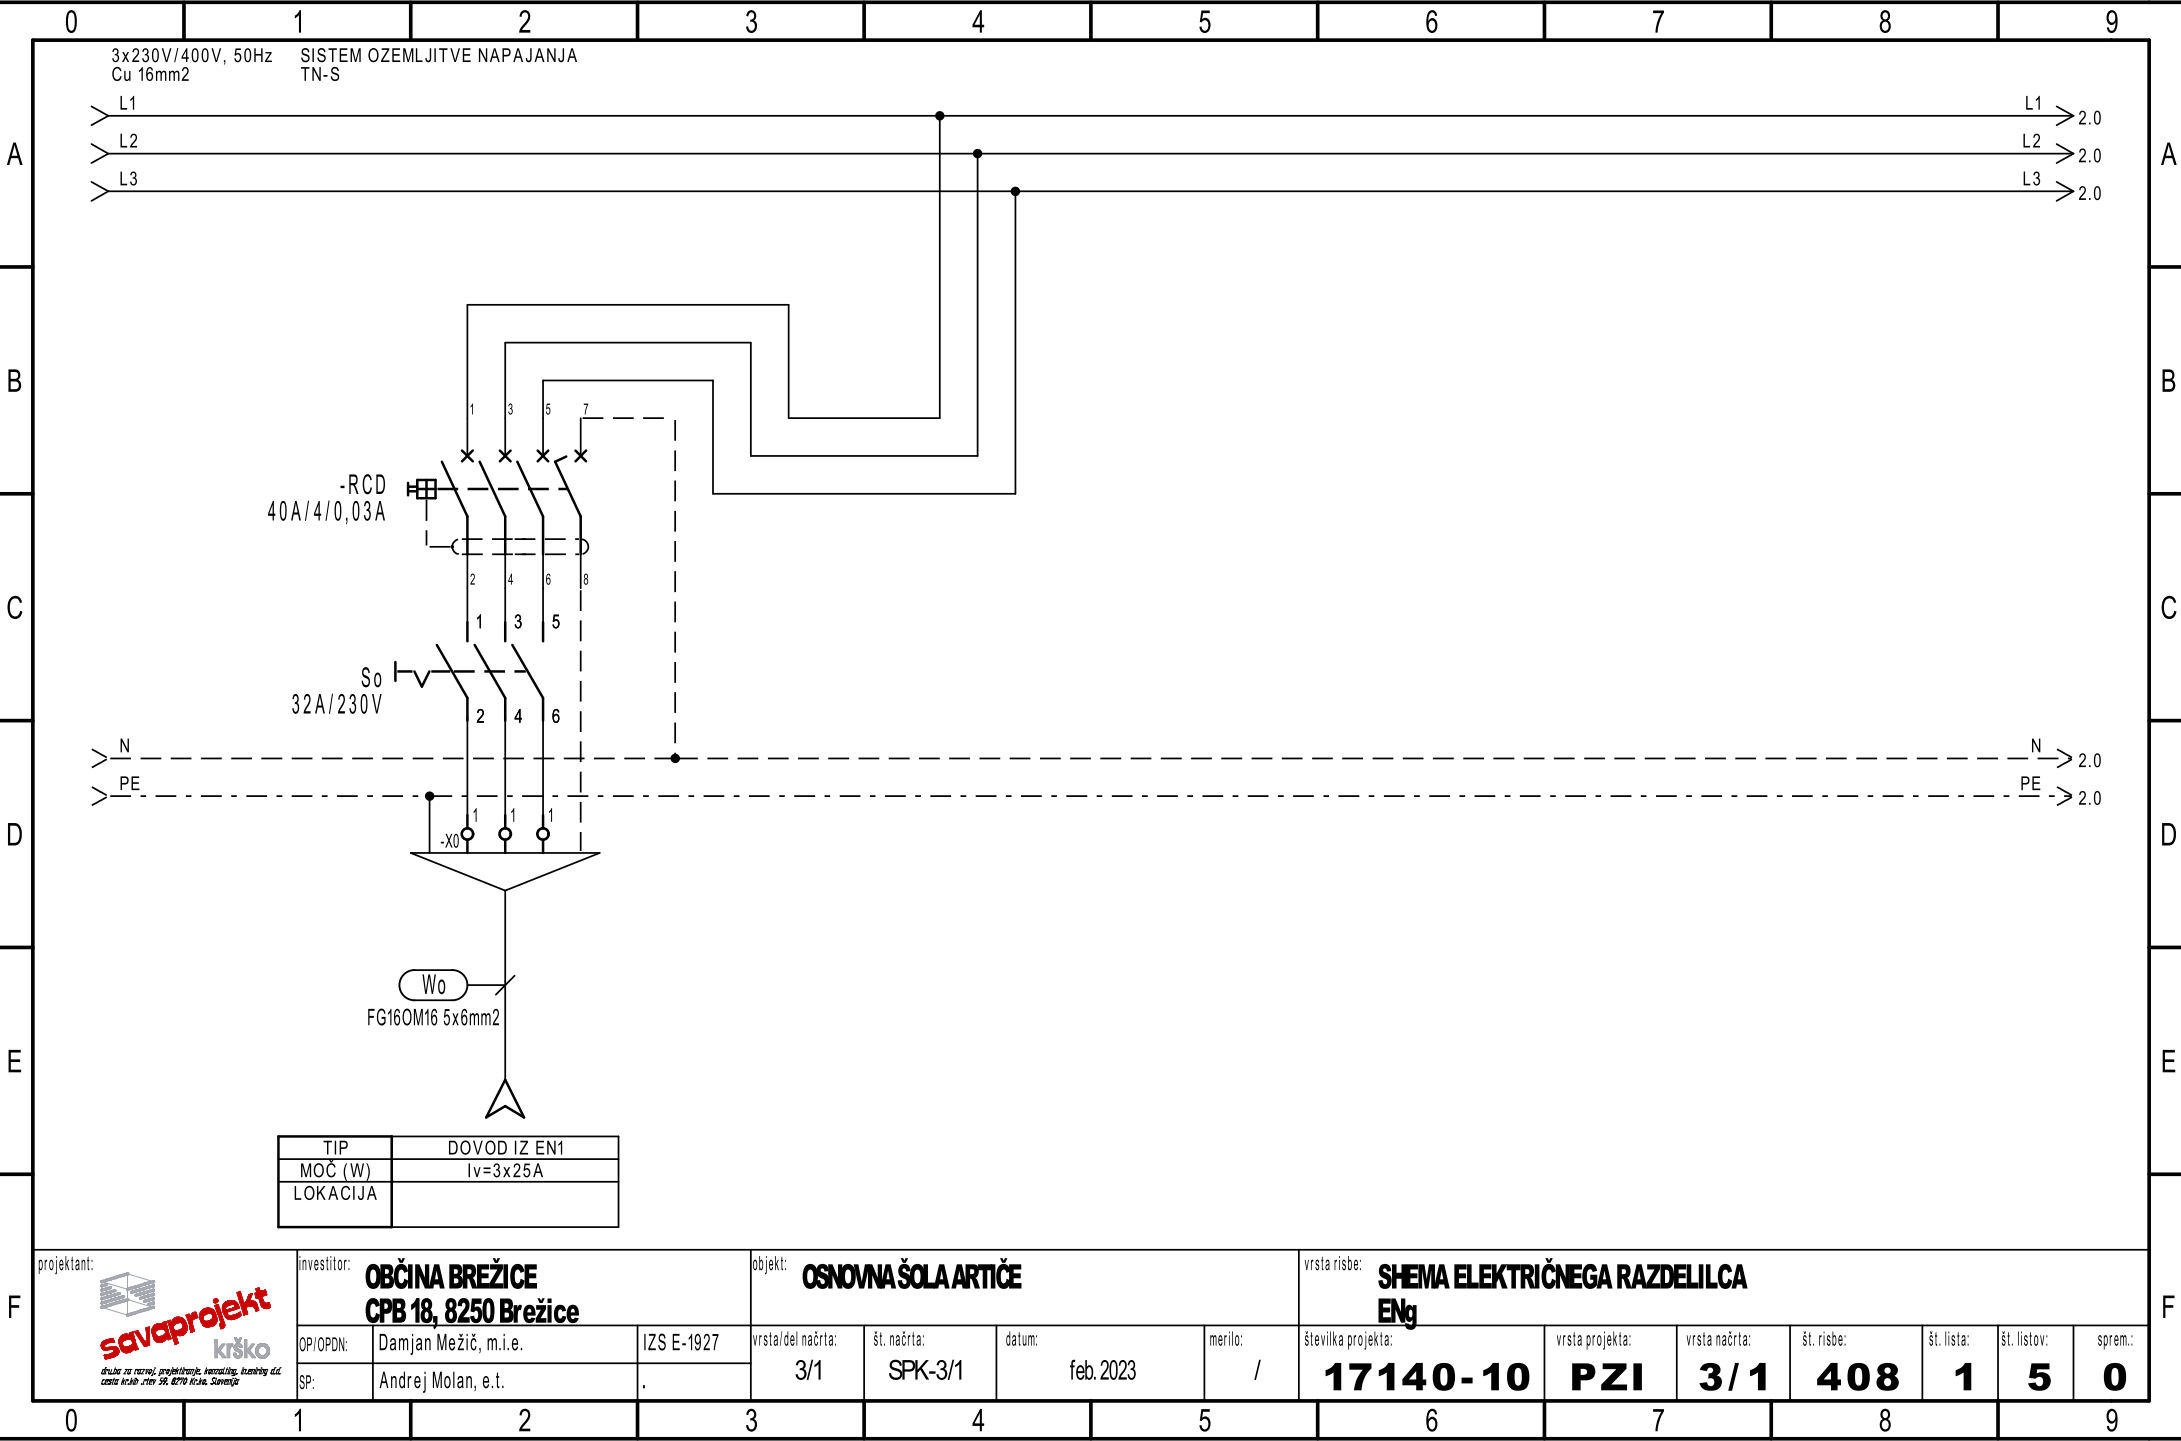 0 1 2 3 4 5 6 7 8 9
3x230V/400V, 50Hz SISTEM OZEMLJITVE NAPAJANJA
Cu 16mm2 TN-S
L1 L1 2.0
L2 L2 2.0
A A
L3 L3 2.0
B B
1 3 5 7
-RCD
40A/4/0,03A
2 4 6 8
C C
1 3 5
So
32A/230V
2 4 6
N N 2.0
PE PE 2.0
1 1 1
D D
-X0
Wo
FG16OM16 5x6mm2
E E
TIP DOVOD IZ EN1
MOČ (W) Iv=3x25A
LOKACIJA
F F
projektant:
savaprojekt
krško
investitor: OBČINA BREŽICE
CPB 18, 8250 Brežice
objekt: OSNOVNA ŠOLA ARTIČE
vrsta risbe: SHEMA ELEKTRIČNEGA RAZDELILCA
ENg
OP/OPDN: Damjan Mežič, m.i.e. IZS E-1927
SP: Andrej Molan, e.t. .
vrsta/del načrta: št. načrta: datum: merilo: številka projekta: vrsta projekta: vrsta načrta: št. risbe: št. lista: št. listov: sprem.:
3/1 SPK-3/1 feb. 2023 / 17140-10 PZI 3/1 408 1 5 0
0 1 2 3 4 5 6 7 8 9